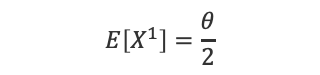 E[X¹] = θ/2